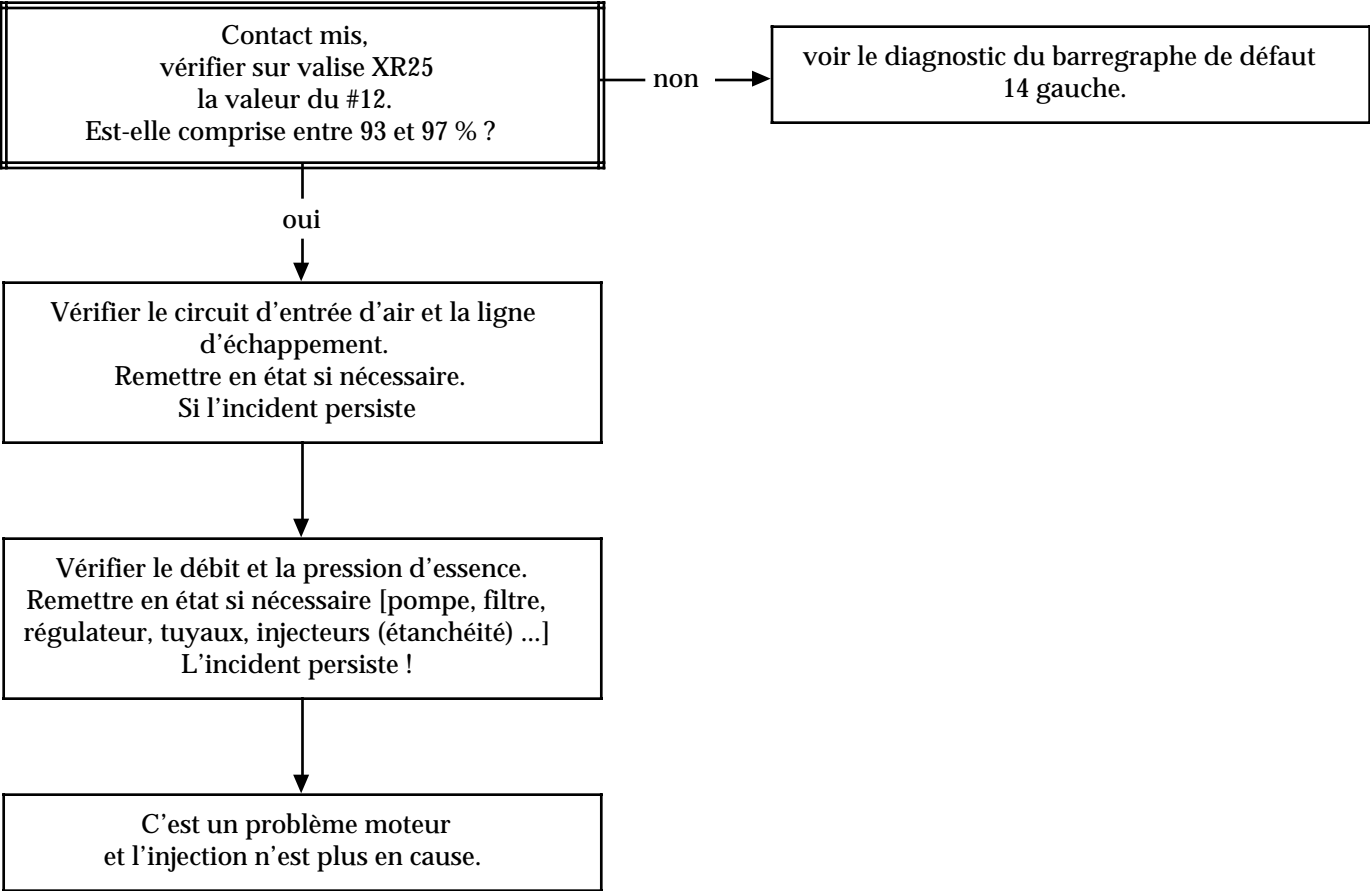 Contact mis,
vérifier sur valise XR25
la valeur du #12.
Est-elle comprise entre 93 et 97 % ?
non
voir le diagnostic du barregraphe de défaut
14 gauche.
oui
Vérifier le circuit d’entrée d’air et la ligne
d’échappement.
Remettre en état si nécessaire.
Si l’incident persiste
Vérifier le débit et la pression d’essence.
Remettre en état si nécessaire [pompe, filtre,
régulateur, tuyaux, injecteurs (étanchéité) ...]
L’incident persiste !
C’est un problème moteur
et l’injection n’est plus en cause.